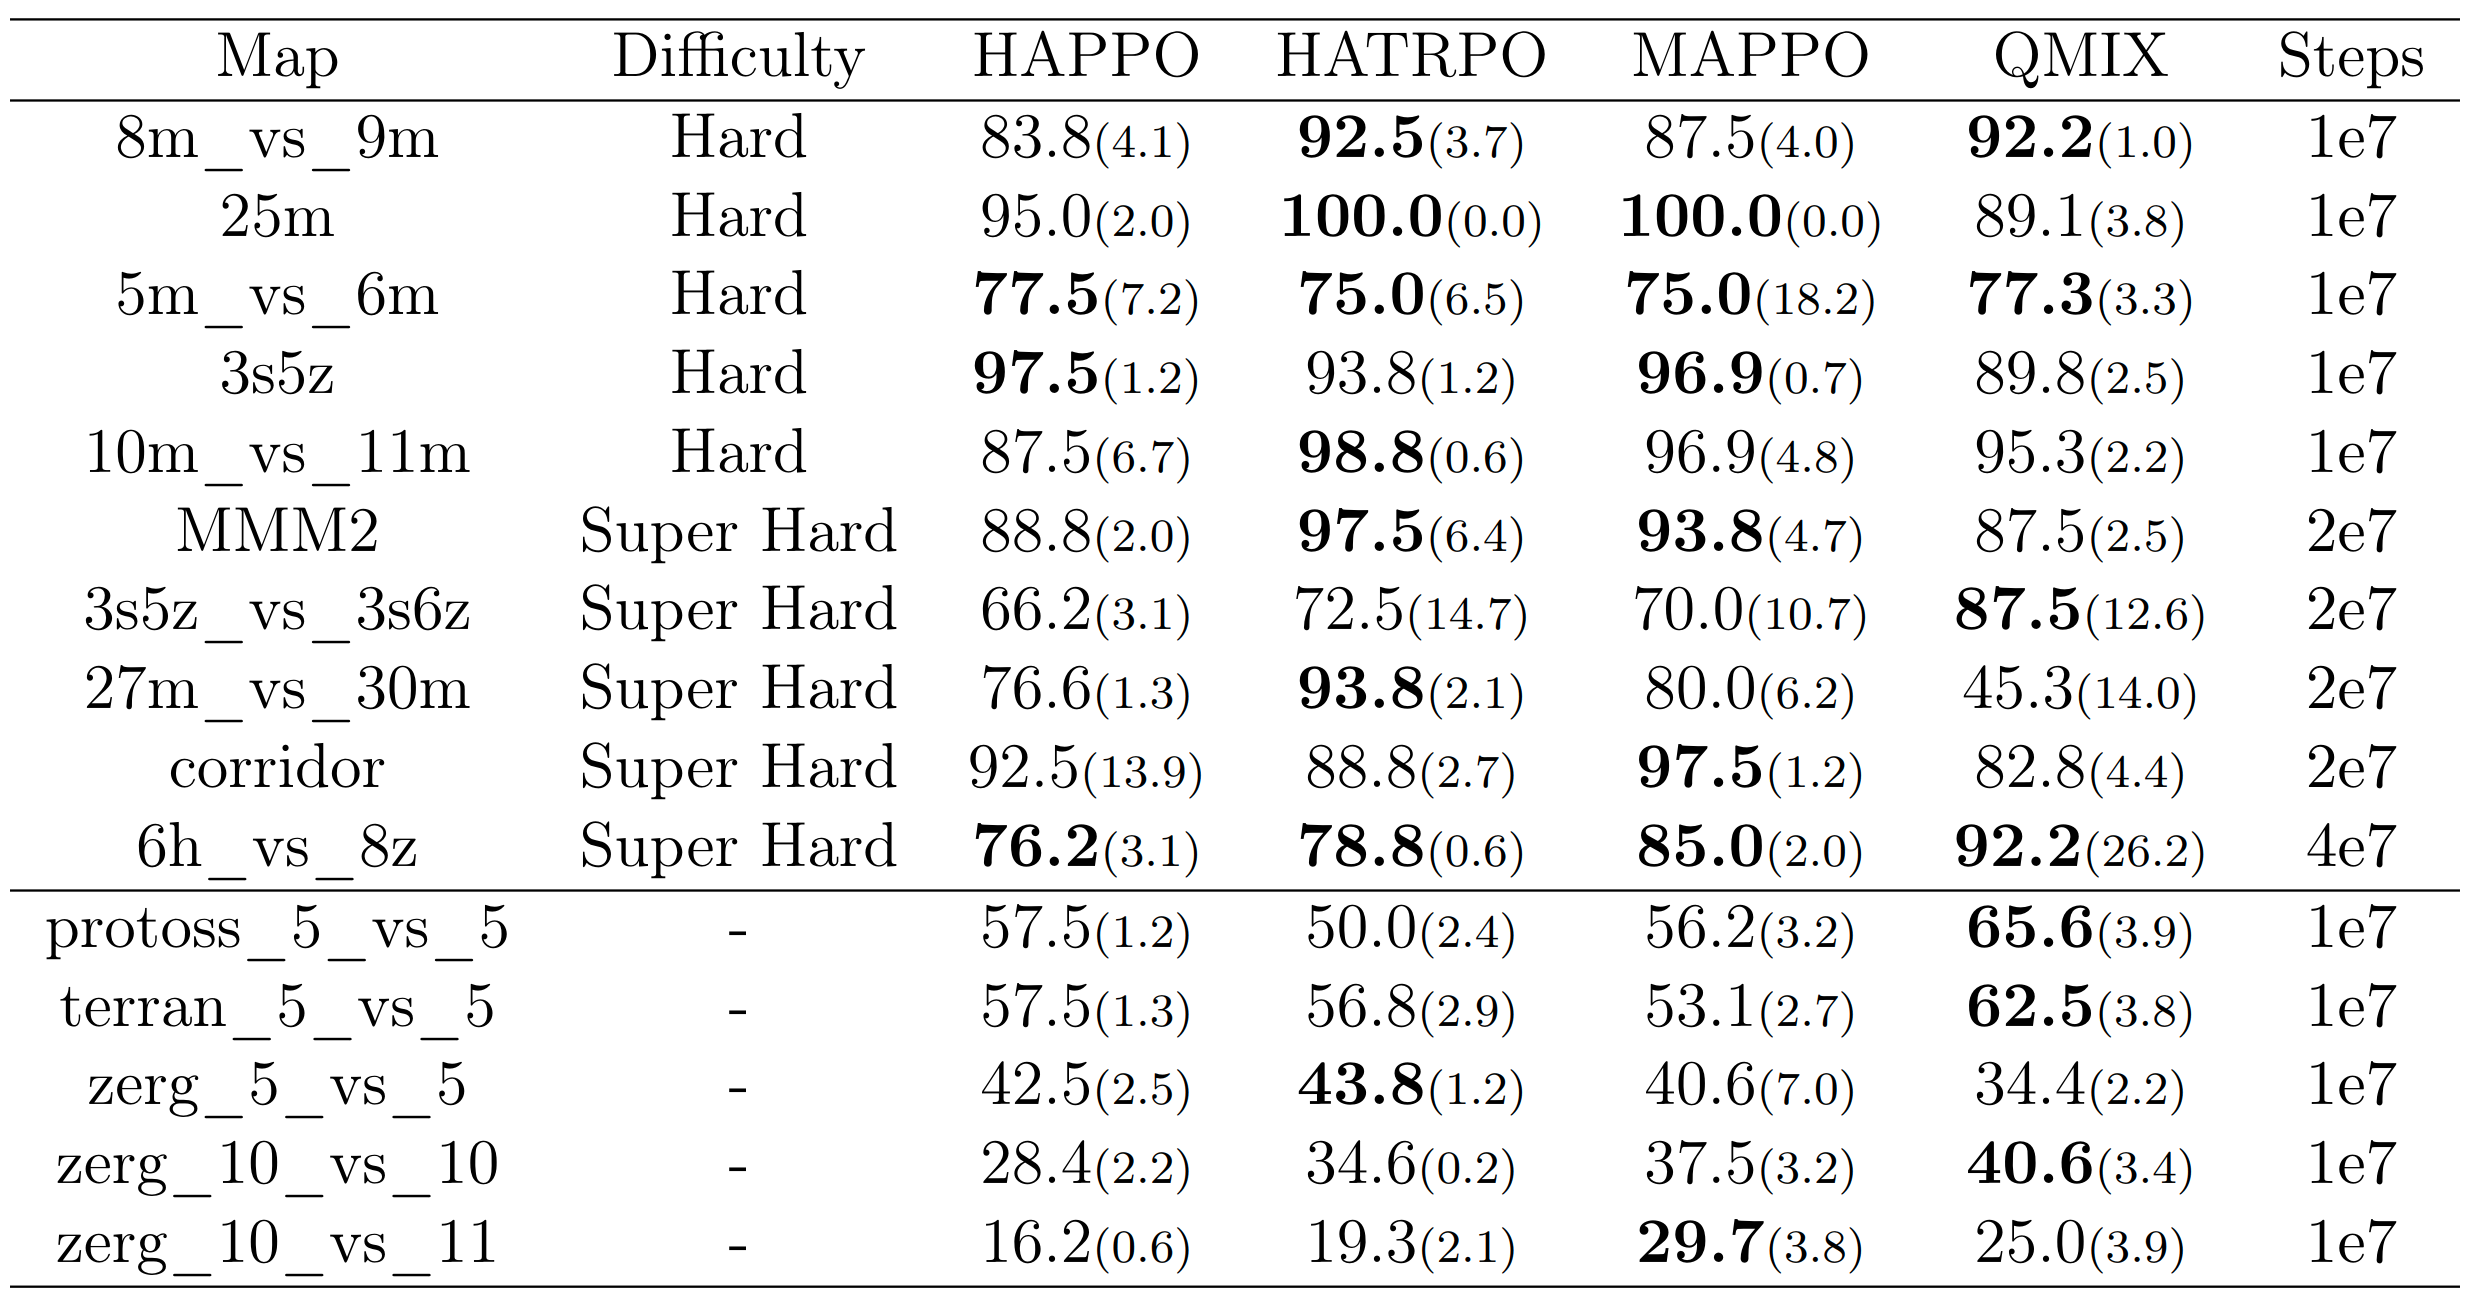 Map Difficulty HAPPO HATRPO MAPPO QMIX Steps
8m_vs_9m Hard 83.8(4.1) 92.5(3.7) 87.5(4.0) 92.2(1.0) 1e7
25m Hard 95.0(2.0) 100.0(0.0) 100.0(0.0) 89.1(3.8) 1e7
5m_vs_6m Hard 77.5(7.2) 75.0(6.5) 75.0(18.2) 77.3(3.3) 1e7
3s5z Hard 97.5(1.2) 93.8(1.2) 96.9(0.7) 89.8(2.5) 1e7
10m_vs_11m Hard 87.5(6.7) 98.8(0.6) 96.9(4.8) 95.3(2.2) 1e7
MMM2 Super Hard 88.8(2.0) 97.5(6.4) 93.8(4.7) 87.5(2.5) 2e7
3s5z_vs_3s6z Super Hard 66.2(3.1) 72.5(14.7) 70.0(10.7) 87.5(12.6) 2e7
27m_vs_30m Super Hard 76.6(1.3) 93.8(2.1) 80.0(6.2) 45.3(14.0) 2e7
corridor Super Hard 92.5(13.9) 88.8(2.7) 97.5(1.2) 82.8(4.4) 2e7
6h_vs_8z Super Hard 76.2(3.1) 78.8(0.6) 85.0(2.0) 92.2(26.2) 4e7
protoss_5_vs_5 - 57.5(1.2) 50.0(2.4) 56.2(3.2) 65.6(3.9) 1e7
terran_5_vs_5 - 57.5(1.3) 56.8(2.9) 53.1(2.7) 62.5(3.8) 1e7
zerg_5_vs_5 - 42.5(2.5) 43.8(1.2) 40.6(7.0) 34.4(2.2) 1e7
zerg_10_vs_10 - 28.4(2.2) 34.6(0.2) 37.5(3.2) 40.6(3.4) 1e7
zerg_10_vs_11 - 16.2(0.6) 19.3(2.1) 29.7(3.8) 25.0(3.9) 1e7